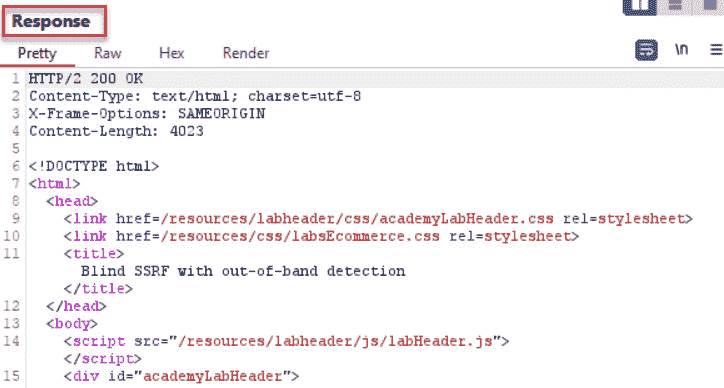 Response
Pretty Raw Hex Render \n
1 HTTP/2 200 OK
2 Content-Type: text/html; charset=utf-8
3 X-Frame-Options: SAMEORIGIN
4 Content-Length: 4023
5
6 <!DOCTYPE html>
7 <html>
8 <head>
9 <link href=/resources/labheader/css/academyLabHeader.css rel=stylesheet>
10 <link href=/resources/css/labsEcommerce.css rel=stylesheet>
11 <title>
Blind SSRF with out-of-band detection
</title>
12 </head>
13 <body>
14 <script src="/resources/labheader/js/labHeader.js">
</script>
15 <div id="academyLabHeader">